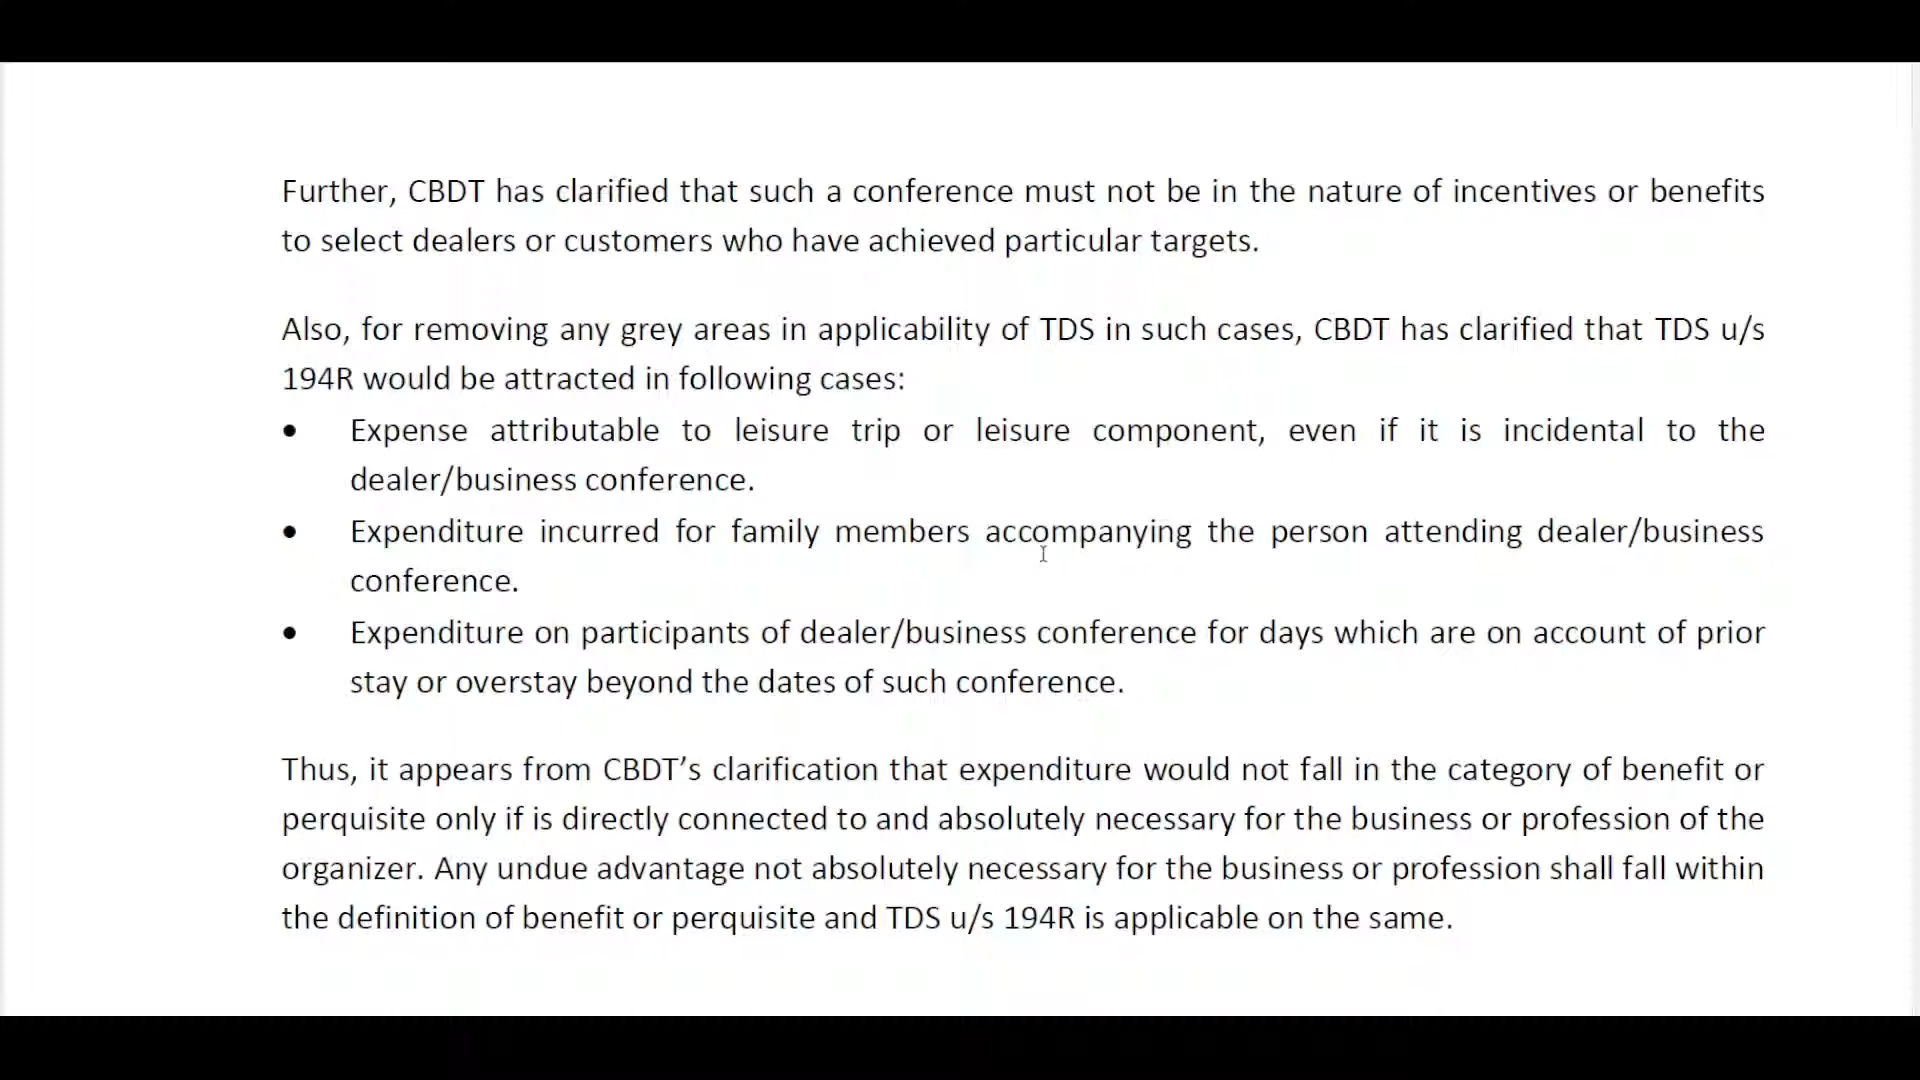 Further, CBDT has clarified that such a conference must not be in the nature of incentives or benefits
to select dealers or customers who have achieved particular targets.
Also, for removing any grey areas in applicability of TDS in such cases, CBDT has clarified that TDS u/s
194R would be attracted in following cases:
• Expense attributable to leisure trip or leisure component, even if it is incidental to the
dealer/business conference.
• Expenditure incurred for family members accompanying the person attending dealer/business
conference.
• Expenditure on participants of dealer/business conference for days which are on account of prior
stay or overstay beyond the dates of such conference.
Thus, it appears from CBDT’s clarification that expenditure would not fall in the category of benefit or
perquisite only if is directly connected to and absolutely necessary for the business or profession of the
organizer. Any undue advantage not absolutely necessary for the business or profession shall fall within
the definition of benefit or perquisite and TDS u/s 194R is applicable on the same.